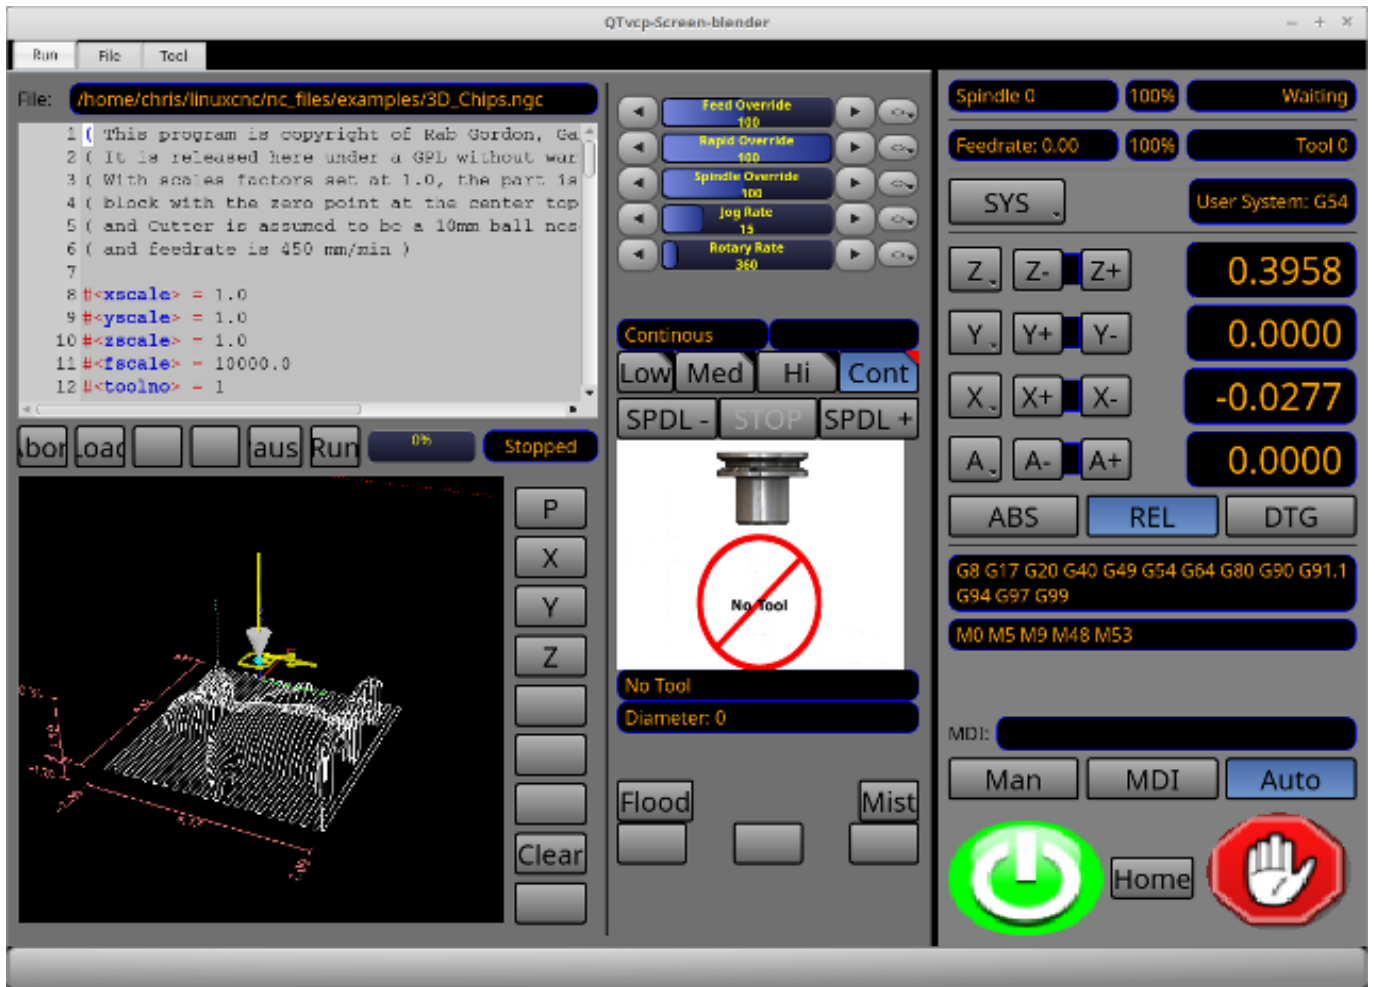 QTvcp-Screen-blender
Run File Tool
File: /home/chris/linuxcnc/nc_files/examples/3D_Chips.ngc
1 ( This program is copyright of Rab Gordon, Ga
2 ( It is released here under a GPL without war
3 ( With scales factors set at 1.0, the part is
4 ( block with the zero point at the center top
5 ( and Cutter is assumed to be a 10mm ball nos
6 ( and feedrate is 450 mm/min )
7
8 #<xscale> = 1.0
9 #<yscale> = 1.0
10 #<zscale> = 1.0
11 #<fscale> = 10000.0
12 #<toolno> = 1
\bor .oad 'aus Run 0% Stopped
P
X
Y
Z
Clear
Feed Override
100
Rapid Override
100
Spindle Override
100
Jog Rate
15
Rotary Rate
360
Continous
Low Med Hi Cont
SPDL - STOP SPDL +
No Tool
No Tool
Diameter: 0
Flood Mist
Spindle 0 100% Waiting
Feedrate: 0.00 100% Tool 0
SYS User System: G54
Z Z- Z+ 0.3958
Y Y+ Y- 0.0000
X X+ X- -0.0277
A A- A+ 0.0000
ABS REL DTG
G8 G17 G20 G40 G49 G54 G64 G80 G90 G91.1
G94 G97 G99
M0 M5 M9 M48 M53
MDI:
Man MDI Auto
Home